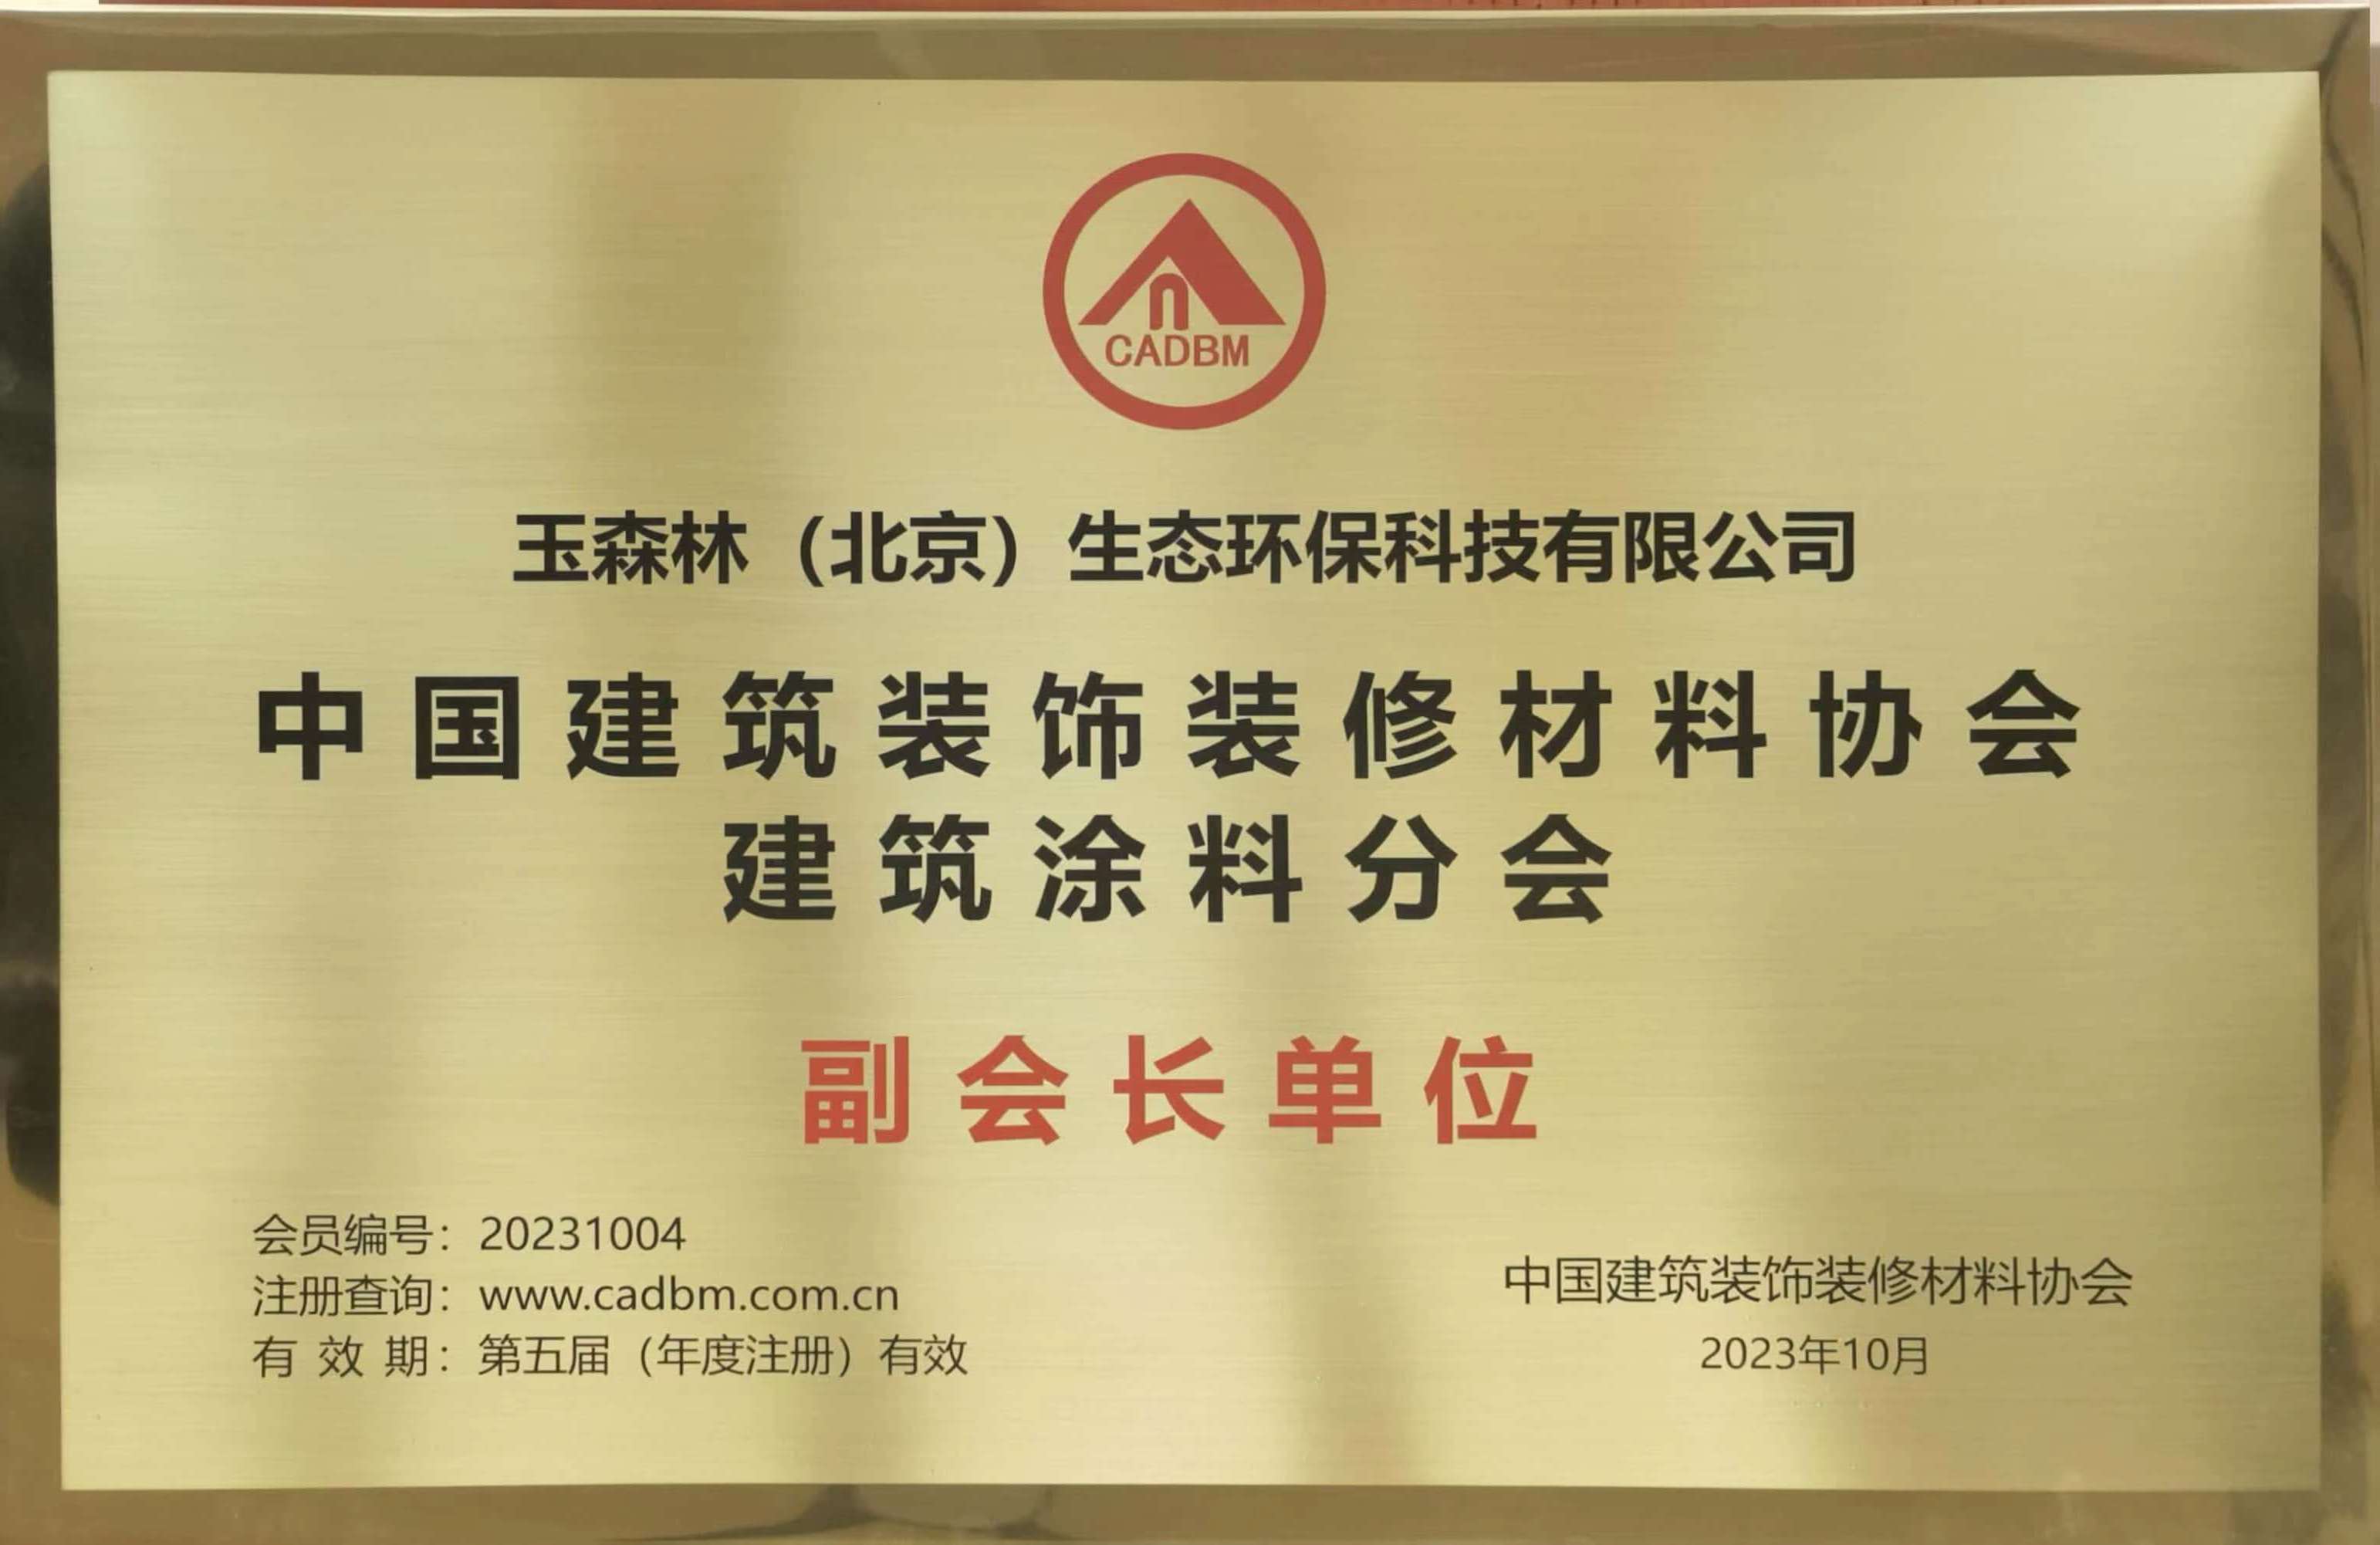 CADBM
玉森林（北京）生态环保科技有限公司
中国建筑装饰装修材料协会
建筑涂料分会
副会长单位
会员编号：20231004
注册查询：www.cadbm.com.cn
有效期：第五届（年度注册）有效
中国建筑装饰装修材料协会
2023年10月